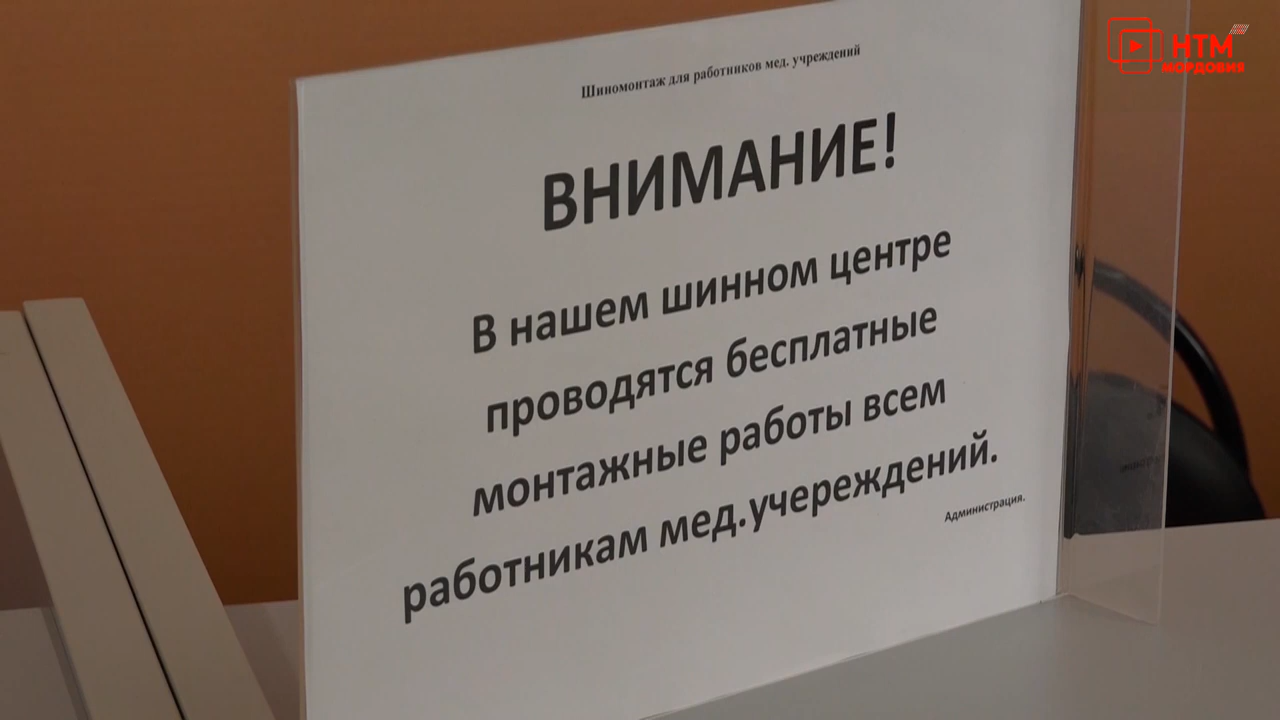 НТМ
МОРДОВИЯ
Шиномонтаж для работников мед. учреждений
ВНИМАНИЕ!
В нашем шинном центре
проводятся бесплатные
монтажные работы всем
работникам мед.учереждений.
Администрация.